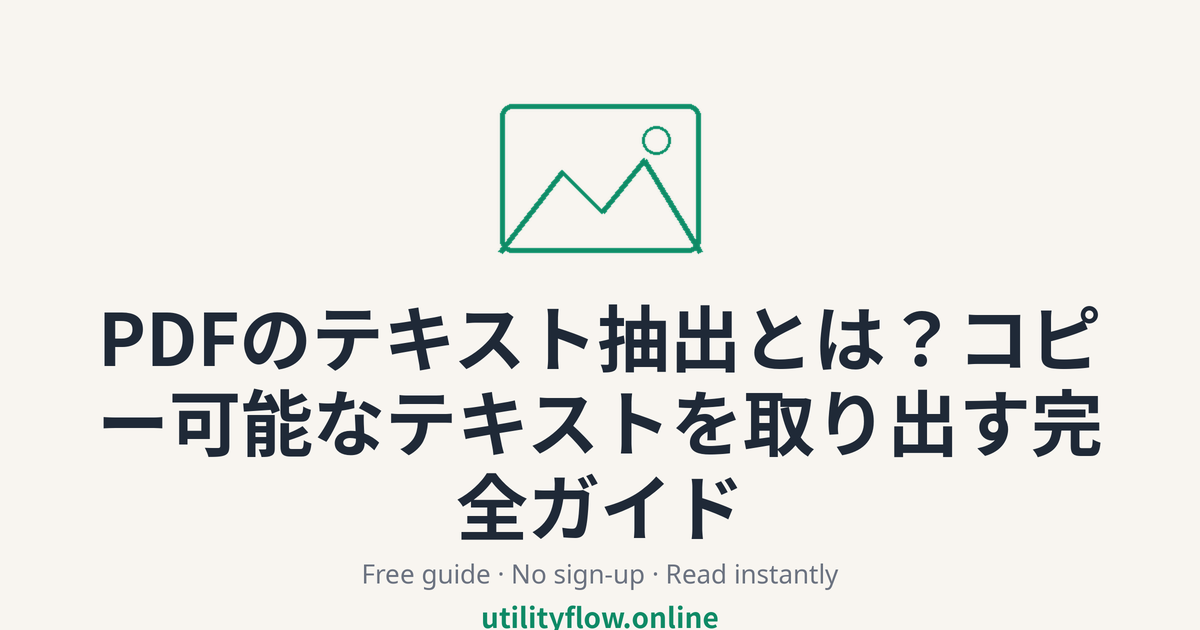 PDFのテキスト抽出とは？コピ
ー可能なテキストを取り出す完
全ガイド
Free guide · No sign-up · Read instantly
utilityflow.online